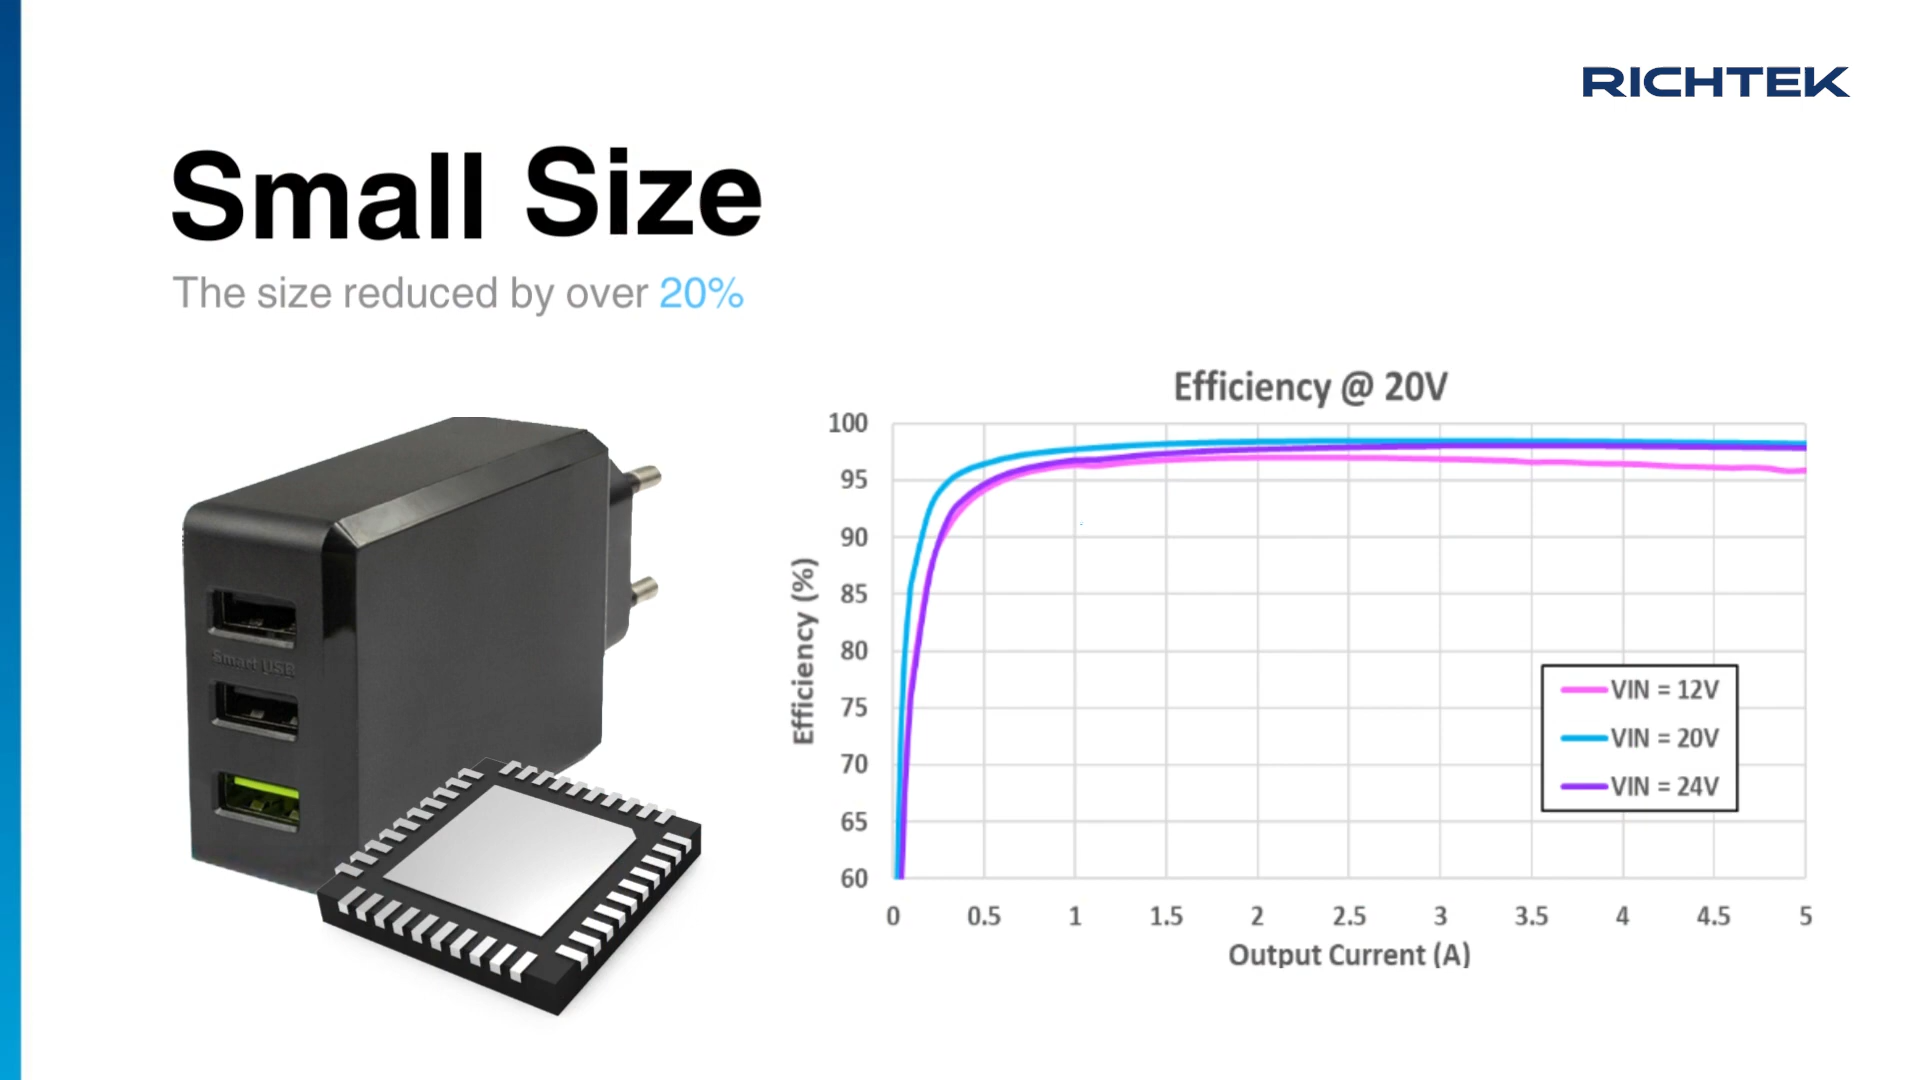 RICHTEK
Small Size
The size reduced by over 20%
Smart USB
Efficiency @ 20V
Efficiency (%)
100
95
90
85
80
75
70
65
60
VIN = 12V
VIN = 20V
VIN = 24V
0 0.5 1 1.5 2 2.5 3 3.5 4 4.5 5
Output Current (A)